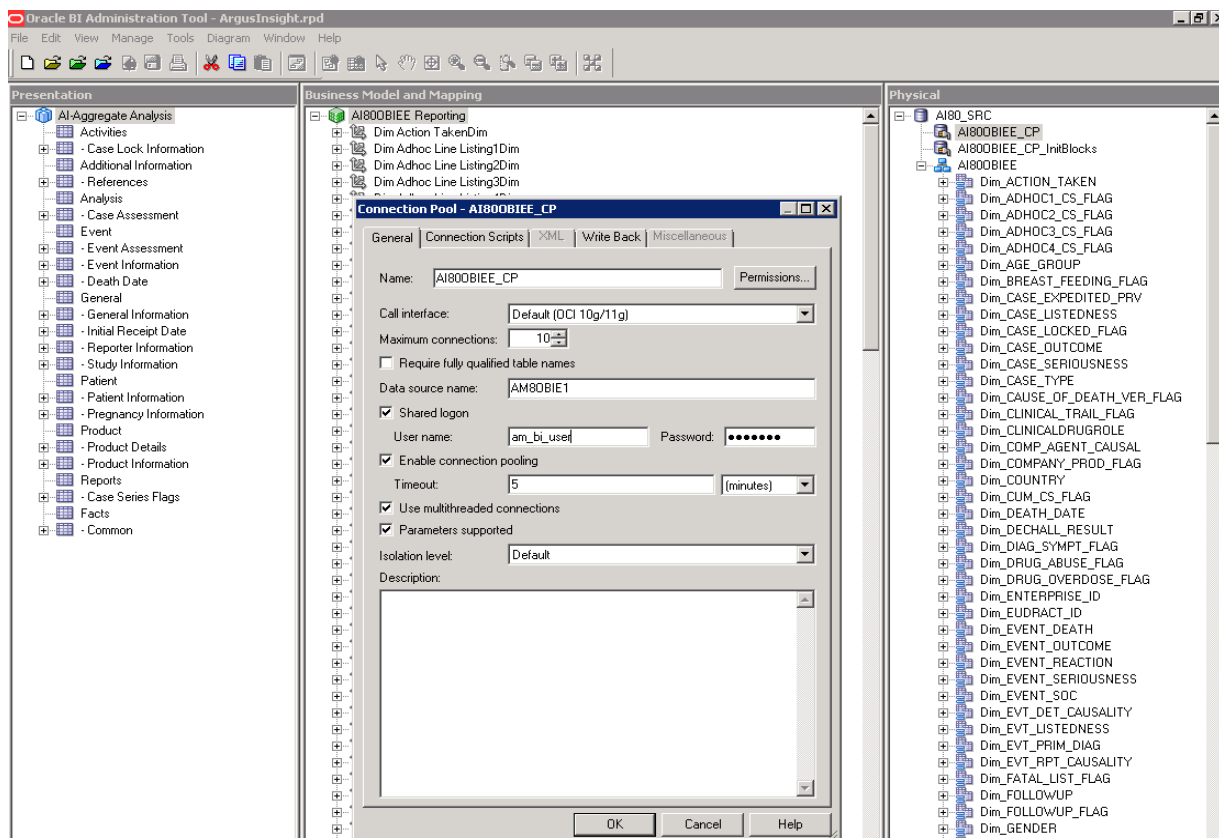 Oracle BI Administration Tool - ArgusInsight.rpd
File Edit View Manage Tools Diagram Window Help
Presentation
AI-Aggregate Analysis
Activities
- Case Lock Information
Additional Information
- References
Analysis
- Case Assessment
Event
- Event Assessment
- Event Information
- Death Date
General
- General Information
- Initial Receipt Date
- Reporter Information
- Study Information
Patient
- Patient Information
- Pregnancy Information
Product
- Product Details
- Product Information
Reports
- Case Series Flags
Facts
- Common
Business Model and Mapping
AI80OBIEE Reporting
Dim Action TakenDim
Dim Adhoc Line Listing1Dim
Dim Adhoc Line Listing2Dim
Dim Adhoc Line Listing3Dim
Connection Pool - AI80OBIEE_CP
General Connection Scripts XML Write Back Miscellaneous
Name: AI80OBIEE_CP Permissions...
Call interface: Default (OCI 10g/11g)
Maximum connections: 10
Require fully qualified table names
Data source name: AM80BIE1
Shared logon
User name: am_bi_user Password: •••••••
Enable connection pooling
Timeout: 5 (minutes)
Use multithreaded connections
Parameters supported
Isolation level: Default
Description:
OK Cancel Help
Physical
AI80_SRC
AI80OBIEE_CP
AI80OBIEE_CP_InitBlocks
AI80OBIEE
Dim_ACTION_TAKEN
Dim_ADHOC1_CS_FLAG
Dim_ADHOC2_CS_FLAG
Dim_ADHOC3_CS_FLAG
Dim_ADHOC4_CS_FLAG
Dim_AGE_GROUP
Dim_BREAST_FEEDING_FLAG
Dim_CASE_EXPEDITED_PRV
Dim_CASE_LISTEDNESS
Dim_CASE_LOCKED_FLAG
Dim_CASE_OUTCOME
Dim_CASE_SERIOUSNESS
Dim_CASE_TYPE
Dim_CAUSE_OF_DEATH_VER_FLAG
Dim_CLINICAL_TRAIL_FLAG
Dim_CLINICALDRUGROLE
Dim_COMP_AGENT_CAUSAL
Dim_COMPANY_PROD_FLAG
Dim_COUNTRY
Dim_CUM_CS_FLAG
Dim_DEATH_DATE
Dim_DECHALL_RESULT
Dim_DIAG_SYMPT_FLAG
Dim_DRUG_ABUSE_FLAG
Dim_DRUG_OVERDOSE_FLAG
Dim_ENTERPRISE_ID
Dim_EUDRACT_ID
Dim_EVENT_DEATH
Dim_EVENT_OUTCOME
Dim_EVENT_REACTION
Dim_EVENT_SERIOUSNESS
Dim_EVENT_SOC
Dim_EVT_DET_CAUSALITY
Dim_EVT_LISTEDNESS
Dim_EVT_PRIM_DIAG
Dim_EVT_RPT_CAUSALITY
Dim_FATAL_LIST_FLAG
Dim_FOLLOWUP
Dim_FOLLOWUP_FLAG
Dim_GENDER